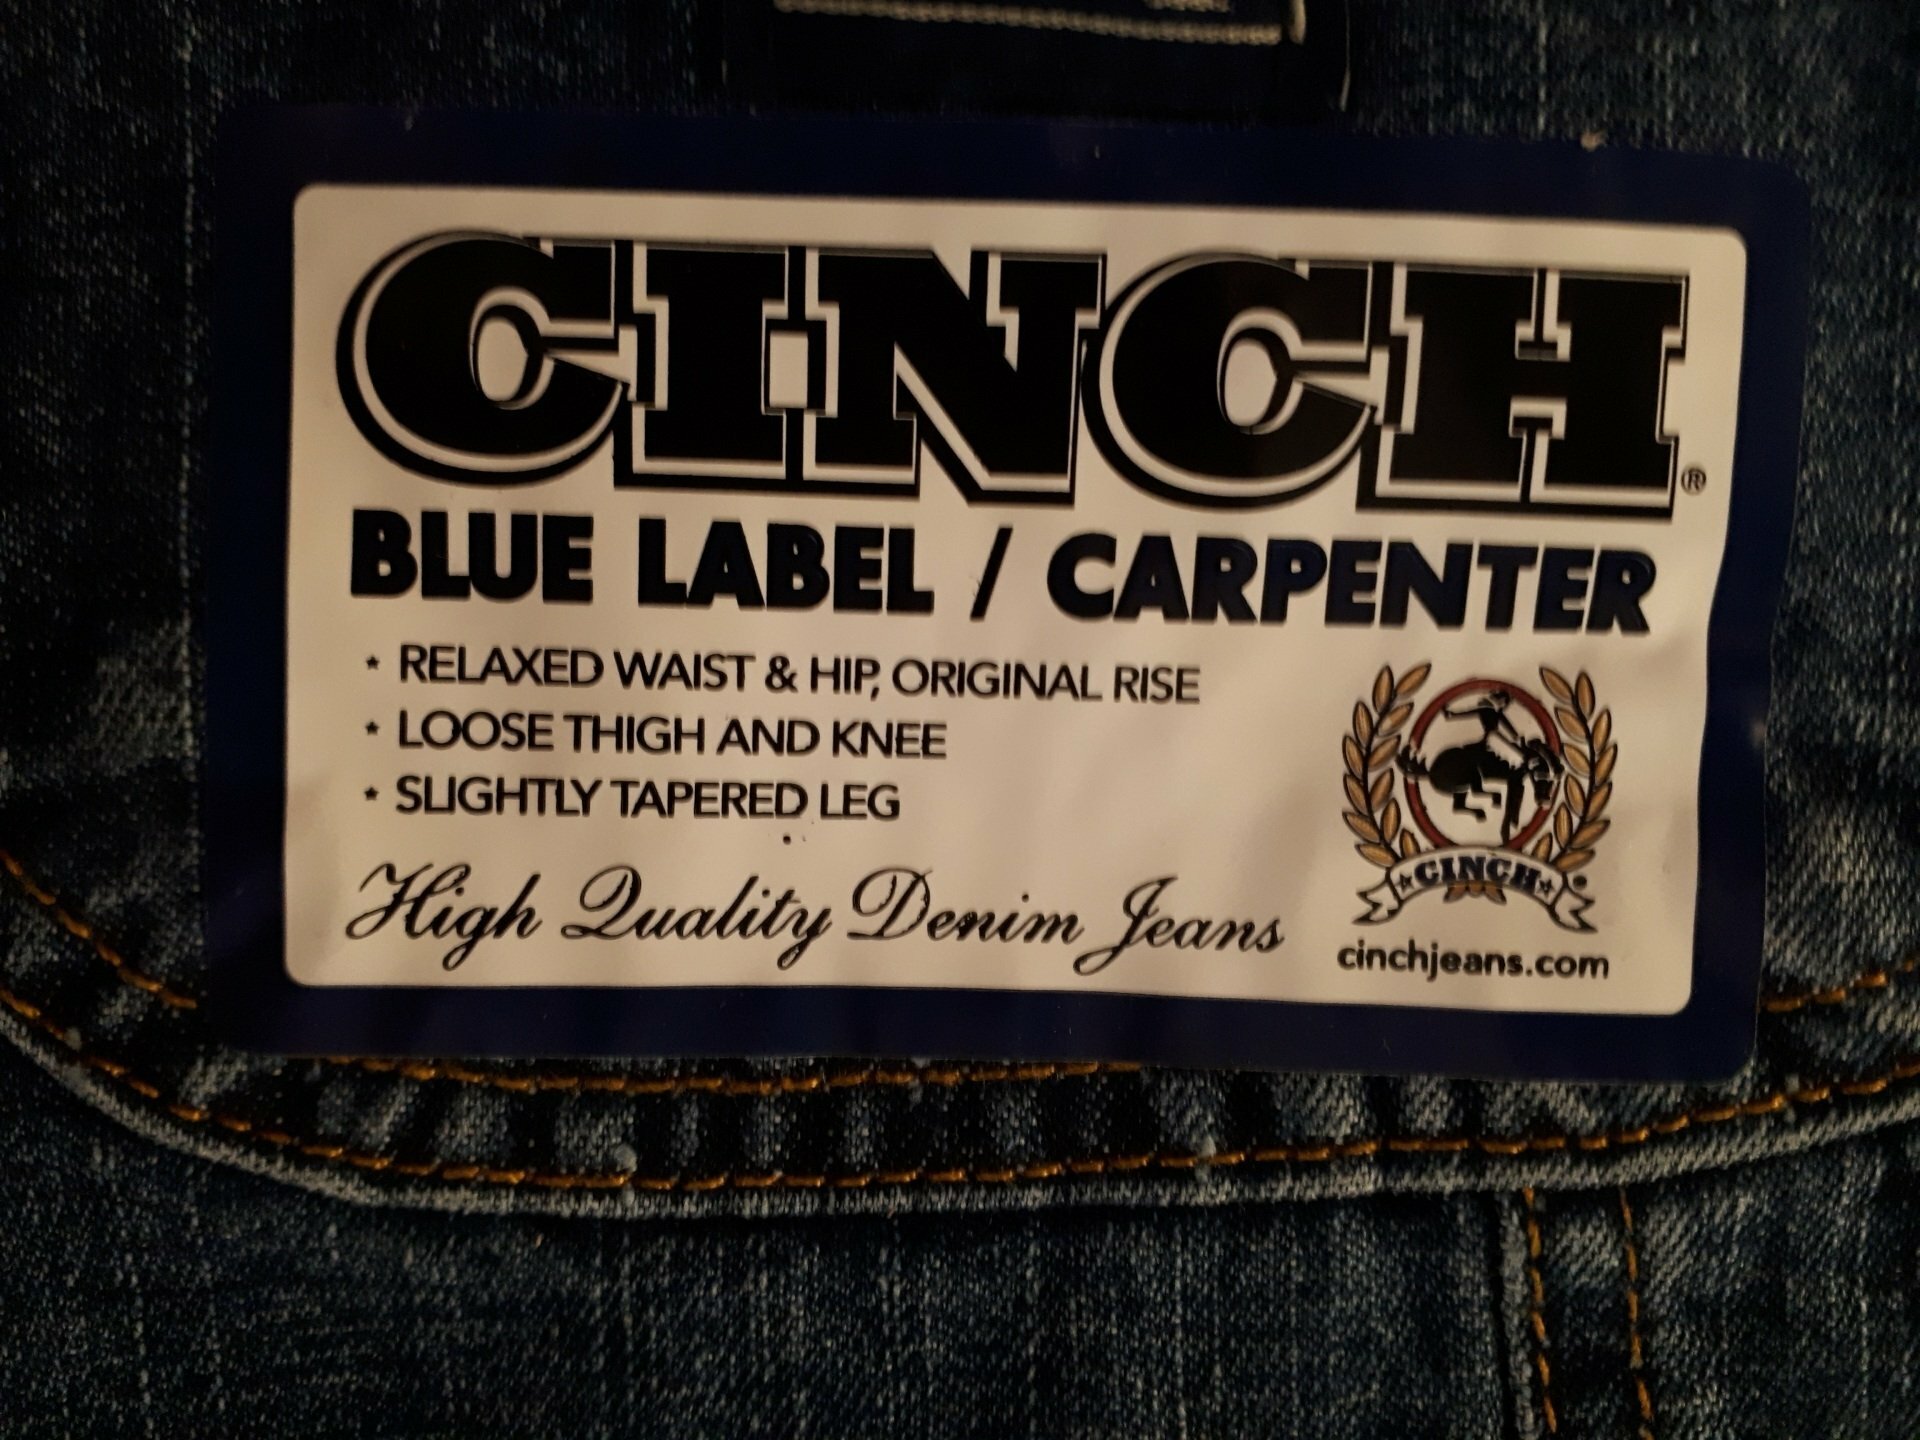 CINCH®
BLUE LABEL / CARPENTER
* RELAXED WAIST & HIP, ORIGINAL RISE
* LOOSE THIGH AND KNEE
* SLIGHTLY TAPERED LEG
High Quality Denim Jeans
CINCH
cinchjeans.com